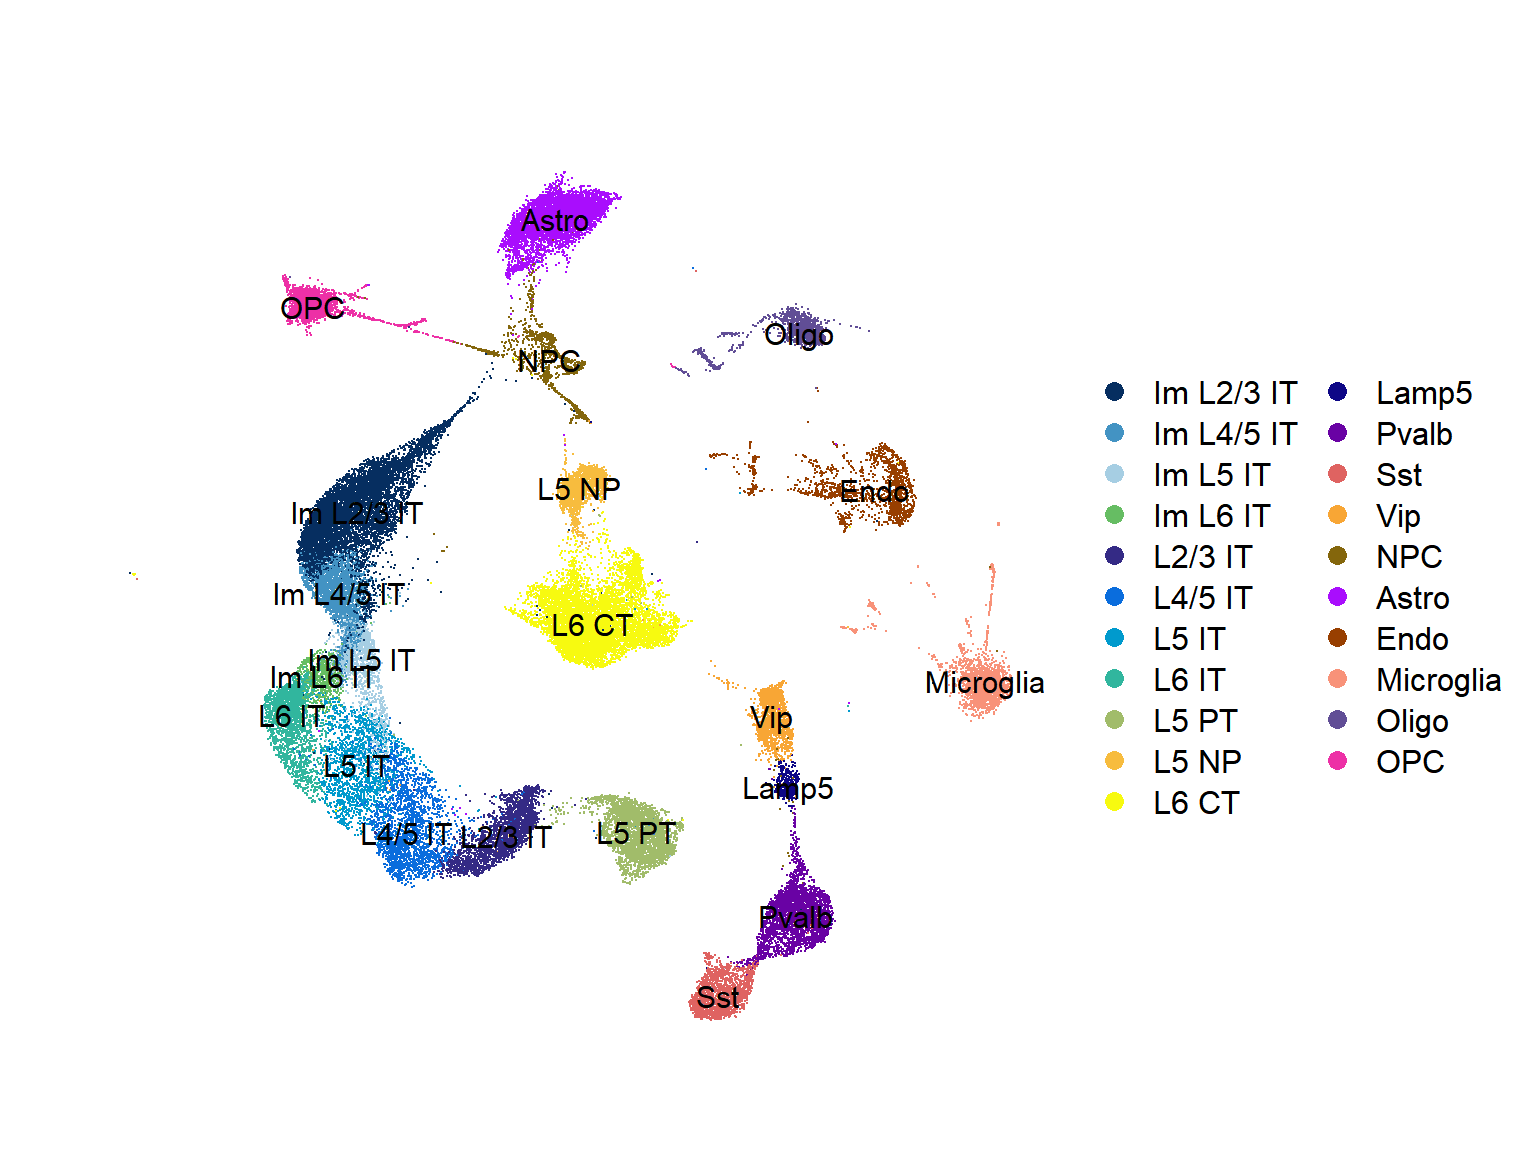 Astro
OPC
Oligo
NPC
L5 NP
Endo
Im L2/3 IT
Im L4/5 IT
L6 CT
Im L5 IT
Im L6 IT
Microglia
L6 IT
Vip
L5 IT
Lamp5
L4/5 IT
L2/3 IT
L5 PT
Pvalb
Sst
Im L2/3 IT
Im L4/5 IT
Im L5 IT
Im L6 IT
L2/3 IT
L4/5 IT
L5 IT
L6 IT
L5 PT
L5 NP
L6 CT
Lamp5
Pvalb
Sst
Vip
NPC
Astro
Endo
Microglia
Oligo
OPC